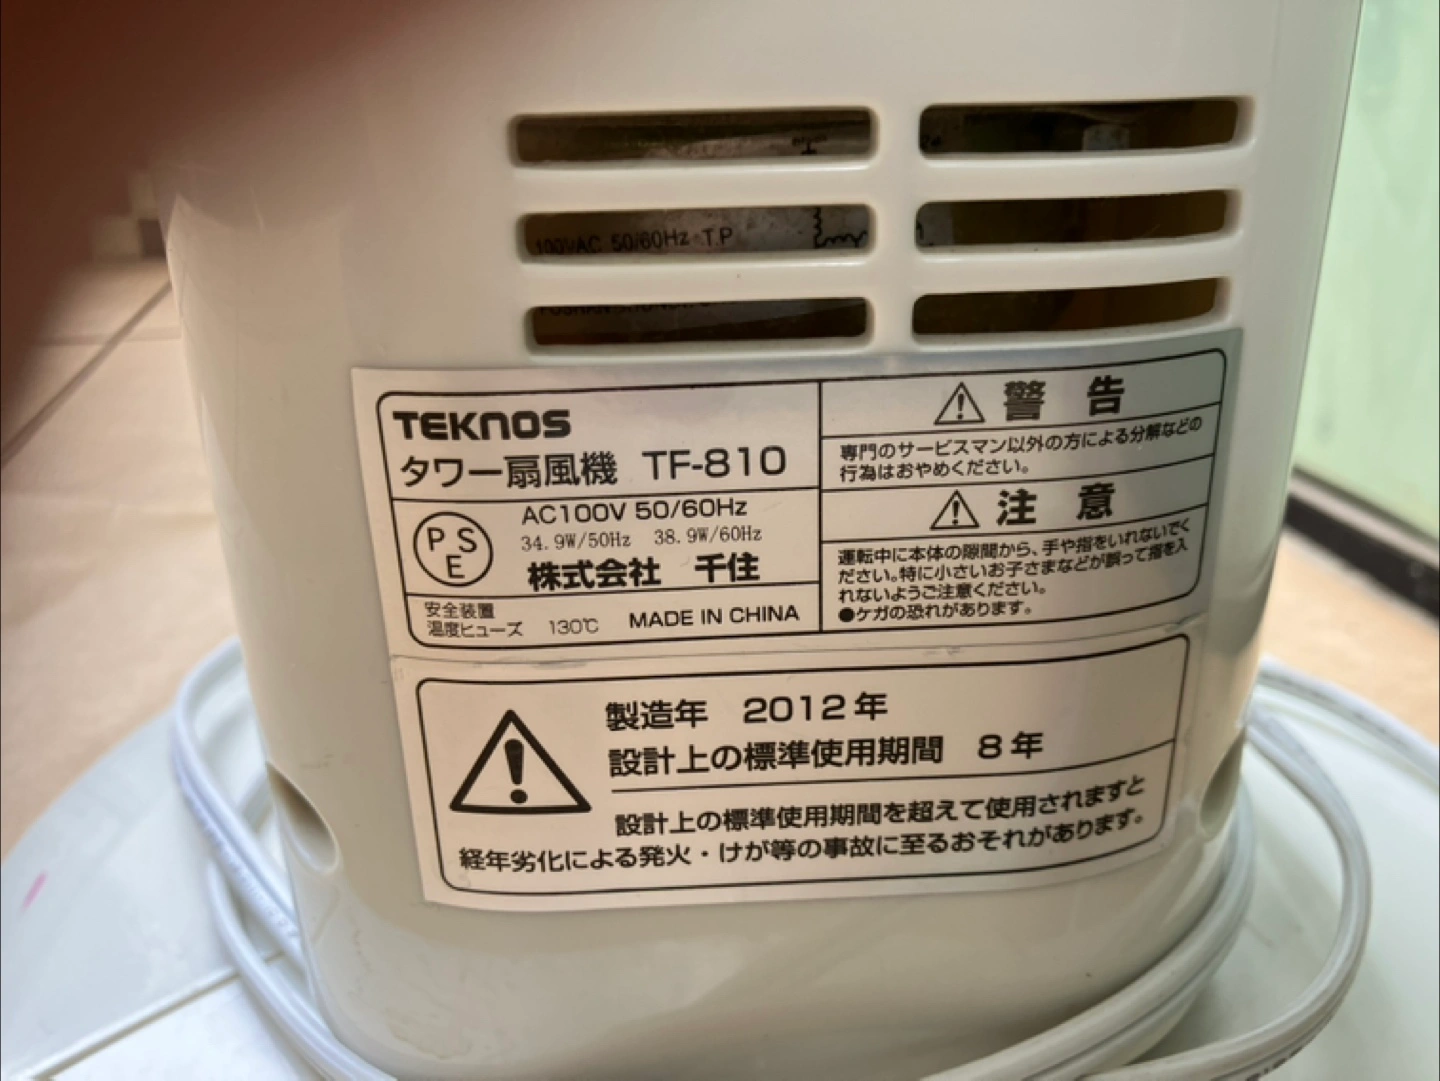 100VAC 50/60Hz T.P
TEKNOS
タワー扇風機 TF-810
PSE
AC100V 50/60Hz
34.9W/50Hz 38.9W/60Hz
株式会社 千住
安全装置
温度ヒューズ 130℃ MADE IN CHINA
警告
専門のサービスマン以外の方による分解などの
行為はおやめください。
注意
運転中に本体の隙間から、手や指をいれないでく
ださい。特に小さいお子さまなどが誤って指を入
れないようご注意ください。
●ケガの恐れがあります。
製造年 2012年
設計上の標準使用期間 8年
設計上の標準使用期間を超えて使用されますと
経年劣化による発火・けが等の事故に至るおそれがあります。